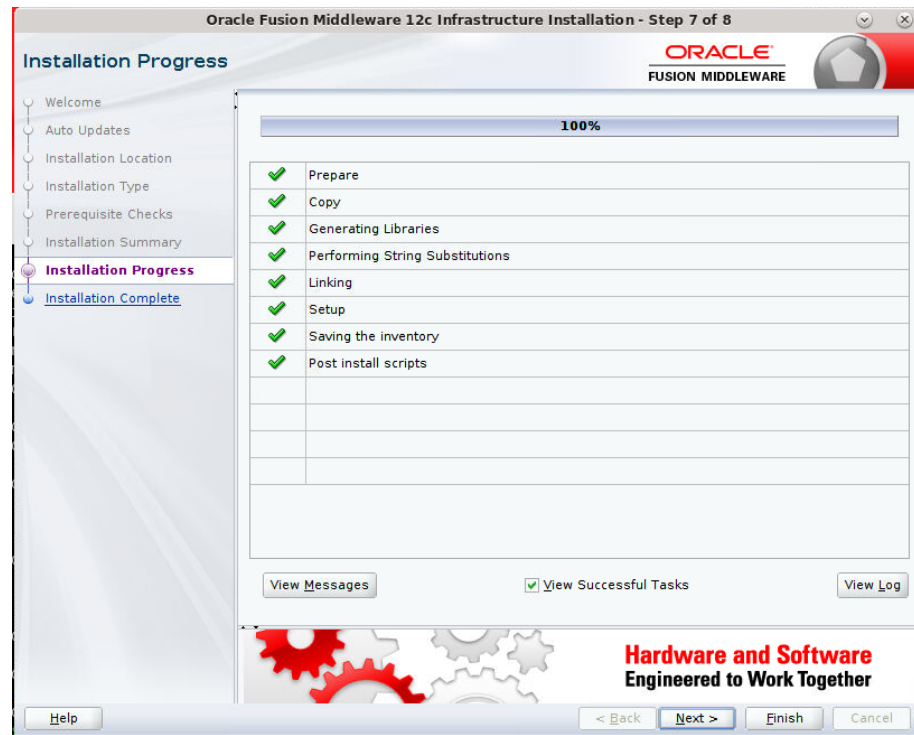 Oracle Fusion Middleware 12c Infrastructure Installation - Step 7 of 8
Installation Progress
ORACLE
FUSION MIDDLEWARE
Welcome
Auto Updates
Installation Location
Installation Type
Prerequisite Checks
Installation Summary
Installation Progress
Installation Complete
100%
Prepare
Copy
Generating Libraries
Performing String Substitutions
Linking
Setup
Saving the inventory
Post install scripts
View Messages
View Successful Tasks
View Log
Hardware and Software
Engineered to Work Together
Help
< Back
Next >
Finish
Cancel